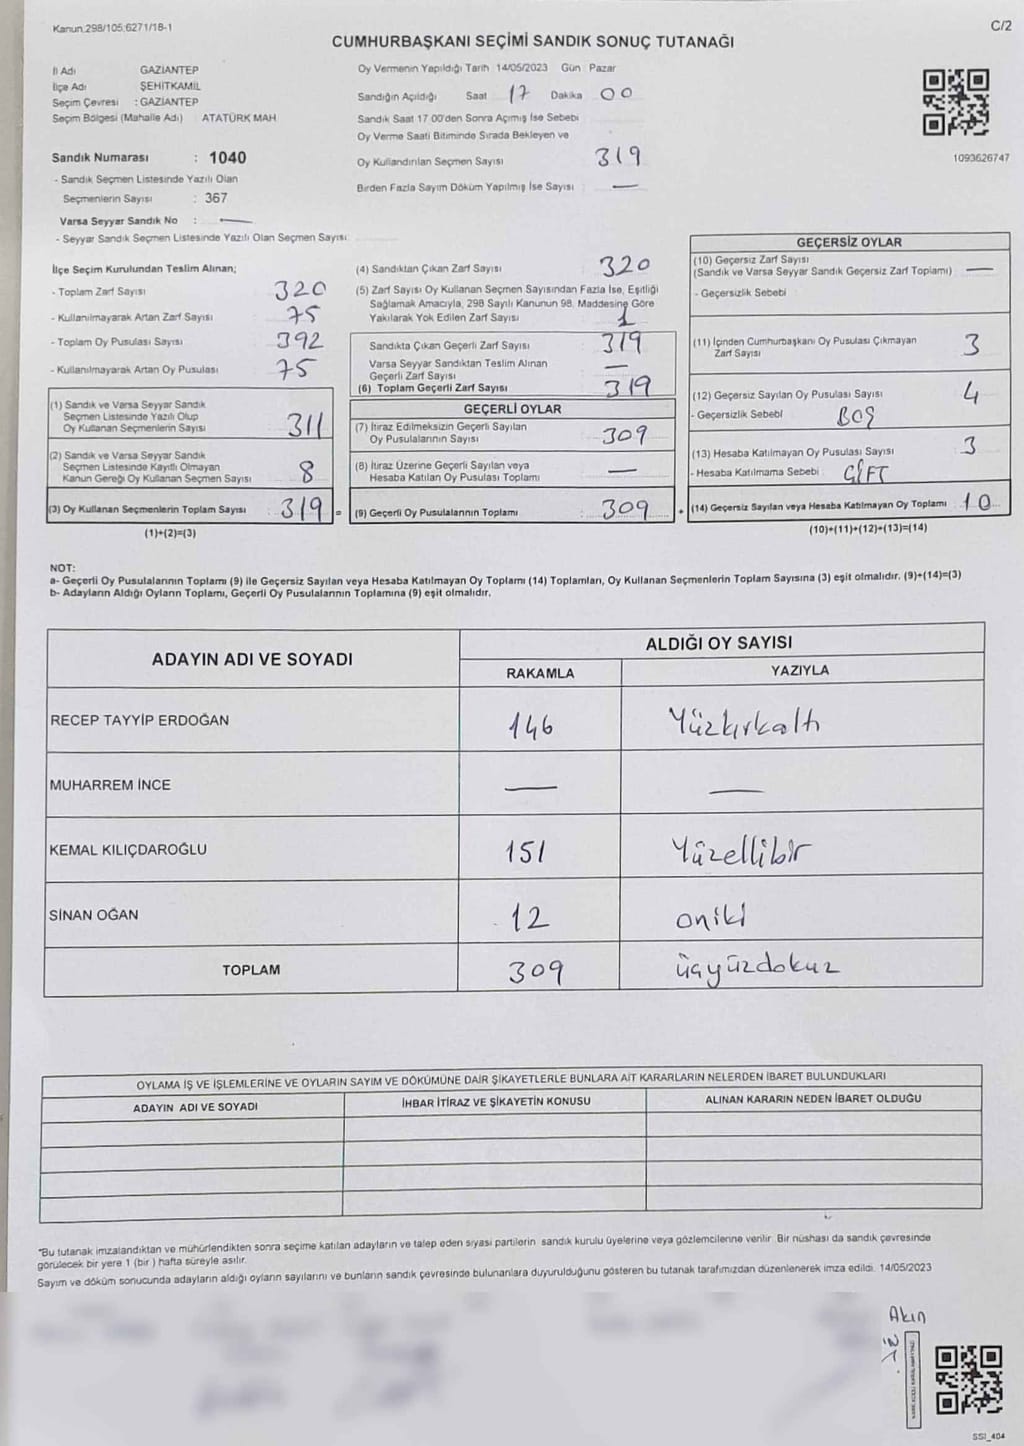 Kanun:298/105;6271/18-1
C/2
CUMHURBAŞKANI SEÇİMİ SANDIK SONUÇ TUTANAĞI
İl Adı GAZİANTEP
İlçe Adı ŞEHİTKAMİL
Seçim Çevresi : GAZİANTEP
Seçim Bölgesi (Mahalle Adı) ATATÜRK MAH.
Sandık Numarası : 1040
- Sandık Seçmen Listesinde Yazılı Olan
Seçmenlerin Sayısı : 367
Varsa Seyyar Sandık No : —
- Seyyar Sandık Seçmen Listesinde Yazılı Olan Seçmen Sayısı:
Oy Vermenin Yapıldığı Tarih 14/05/2023 Gün Pazar
Sandığın Açıldığı Saat 17 Dakika 00
Sandık Saat 17 00'den Sonra Açımış İse Sebebi
Oy Verme Saati Bitiminde Sırada Bekleyen ve
Oy Kullandırılan Seçmen Sayısı 319
Birden Fazla Sayım Döküm Yapılmış İse Sayısı : —
1093626747
İlçe Seçim Kurulundan Teslim Alınan;
- Toplam Zarf Sayısı 320
- Kullanılmayarak Artan Zarf Sayısı 75
- Toplam Oy Pusulası Sayısı 392
- Kullanılmayarak Artan Oy Pusulası 75
(1) Sandık ve Varsa Seyyar Sandık
Seçmen Listesinde Yazılı Olup
Oy Kullanan Seçmenlerin Sayısı 311
(2) Sandık ve Varsa Seyyar Sandık
Seçmen Listesinde Kayıtlı Olmayan
Kanun Gereği Oy Kullanan Seçmen Sayısı 8
(3) Oy Kullanan Seçmenlerin Toplam Sayısı : 319 =
(1)+(2)=(3)
(4) Sandıktan Çıkan Zarf Sayısı 320
(5) Zarf Sayısı Oy Kullanan Seçmen Sayısından Fazla İse, Eşitliği
Sağlamak Amacıyla, 298 Sayılı Kanunun 98. Maddesine Göre
Yakılarak Yok Edilen Zarf Sayısı 1
Sandıkta Çıkan Geçerli Zarf Sayısı 319
Varsa Seyyar Sandıktan Teslim Alınan
Geçerli Zarf Sayısı —
(6) Toplam Geçerli Zarf Sayısı 319
GEÇERLİ OYLAR
(7) İtiraz Edilmeksizin Geçerli Sayılan
Oy Pusulalarının Sayısı 309
(8) İtiraz Üzerine Geçerli Sayılan veya
Hesaba Katılan Oy Pusulası Toplamı —
(9) Geçerli Oy Pusulalarının Toplamı : 309 +
GEÇERSİZ OYLAR
(10) Geçersiz Zarf Sayısı
(Sandık ve Varsa Seyyar Sandık Geçersiz Zarf Toplamı) —
- Geçersizlik Sebebi
(11) İçinden Cumhurbaşkanı Oy Pusulası Çıkmayan
Zarf Sayısı 3
(12) Geçersiz Sayılan Oy Pusulası Sayısı 4
- Geçersizlik Sebebi BOŞ
(13) Hesaba Katılmayan Oy Pusulası Sayısı 3
- Hesaba Katılmama Sebebi ÇİFT
(14) Geçersiz Sayılan veya Hesaba Katılmayan Oy Toplamı 10
(10)+(11)+(12)+(13)=(14)
NOT:
a- Geçerli Oy Pusulalarının Toplamı (9) ile Geçersiz Sayılan veya Hesaba Katılmayan Oy Toplamı (14) Toplamları, Oy Kullanan Seçmenlerin Toplam Sayısına (3) eşit olmalıdır. (9)+(14)=(3)
b- Adayların Aldığı Oyların Toplamı, Geçerli Oy Pusulalarının Toplamına (9) eşit olmalıdır.
ADAYIN ADI VE SOYADI
ALDIĞI OY SAYISI
RAKAMLA YAZIYLA
RECEP TAYYİP ERDOĞAN 146 Yüzkırkaltı
MUHARREM İNCE — —
KEMAL KILIÇDAROĞLU 151 Yüzellibir
SİNAN OĞAN 12 oniki
TOPLAM 309 üçyüzdokuz
OYLAMA İŞ VE İŞLEMLERİNE VE OYLARIN SAYIM VE DÖKÜMÜNE DAİR ŞİKAYETLERLE BUNLARA AİT KARARLARIN NELERDEN İBARET BULUNDUKLARI
ADAYIN ADI VE SOYADI İHBAR İTİRAZ VE ŞİKAYETİN KONUSU ALINAN KARARIN NEDEN İBARET OLDUĞU
"Bu tutanak imzalandıktan ve mühürlendikten sonra seçime katılan adayların ve talep eden siyasi partilerin sandık kurulu üyelerine veya gözlemcilerine verilir. Bir nüshası da sandık çevresinde
görülecek bir yere 1 (bir ) hafta süreyle asılır.
Sayım ve döküm sonucunda adayların aldığı oyların sayılarını ve bunların sandık çevresinde bulunanlara duyurulduğunu gösteren bu tutanak tarafımızdan düzenlenerek imza edildi. 14/05/2023
Akın
SSI_404